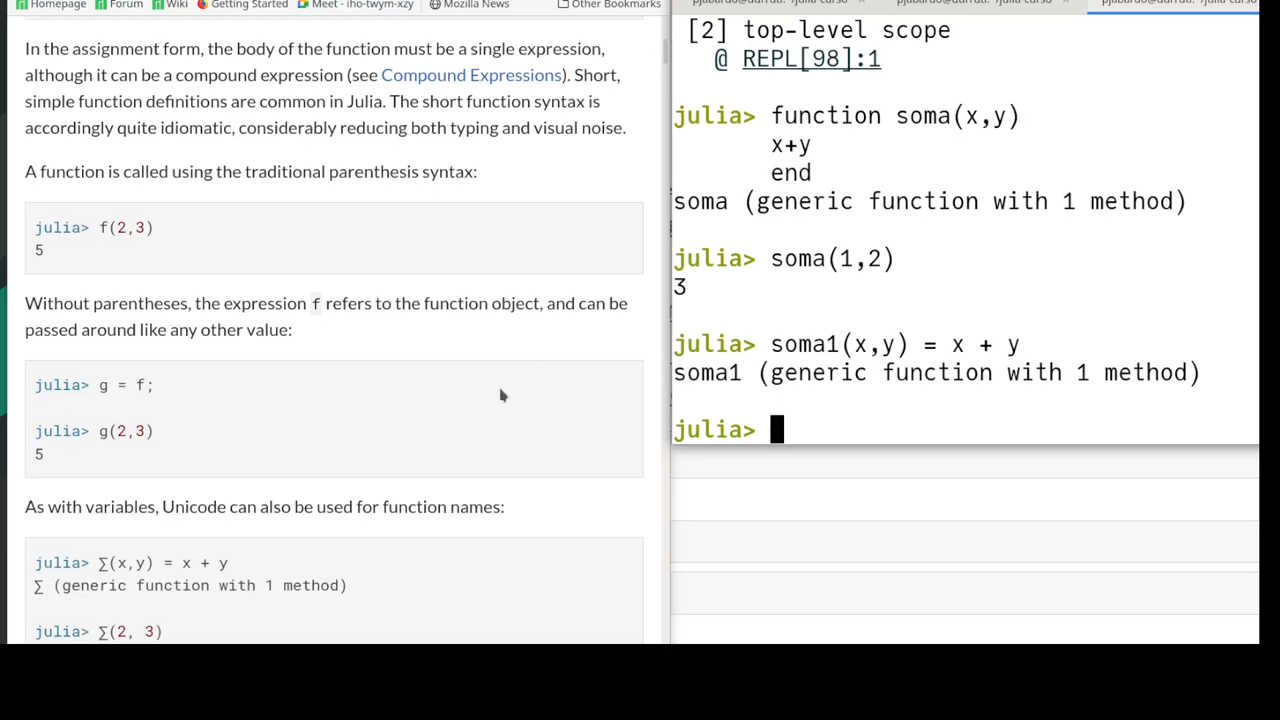 Homepage Forum Wiki Getting Started Meet - iho-twym-xzy Mozilla News Other Bookmarks
In the assignment form, the body of the function must be a single expression,
although it can be a compound expression (see Compound Expressions). Short,
simple function definitions are common in Julia. The short function syntax is
accordingly quite idiomatic, considerably reducing both typing and visual noise.
A function is called using the traditional parenthesis syntax:
julia> f(2,3)
5
Without parentheses, the expression f refers to the function object, and can be
passed around like any other value:
julia> g = f;
julia> g(2,3)
5
As with variables, Unicode can also be used for function names:
julia> ∑(x,y) = x + y
∑ (generic function with 1 method)
julia> ∑(2, 3)
[2] top-level scope
@ REPL[98]:1
julia> function soma(x,y)
x+y
end
soma (generic function with 1 method)
julia> soma(1,2)
3
julia> soma1(x,y) = x + y
soma1 (generic function with 1 method)
julia>